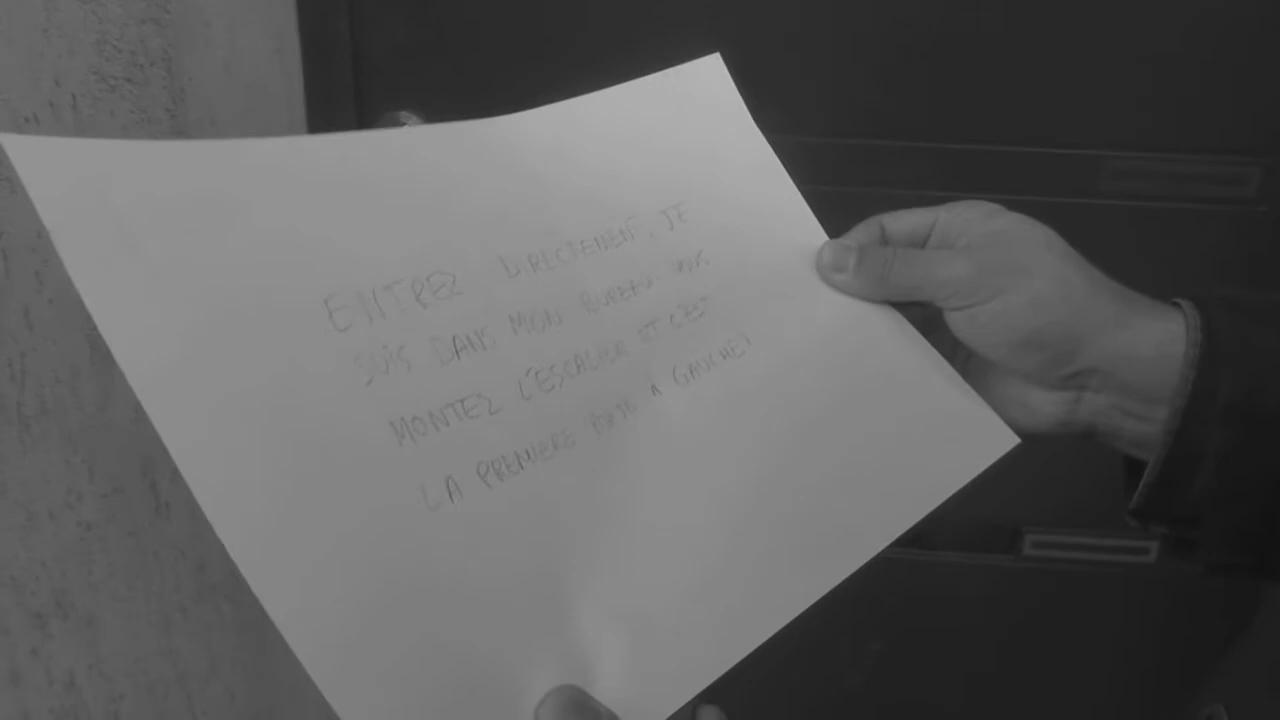 ENTREZ DIRECTEMENT. JE
SUIS DANS MON BUREAU. VOUS
MONTEZ L'ESCALIER ET C'EST
LA PREMIERE PORTE A GAUCHE!